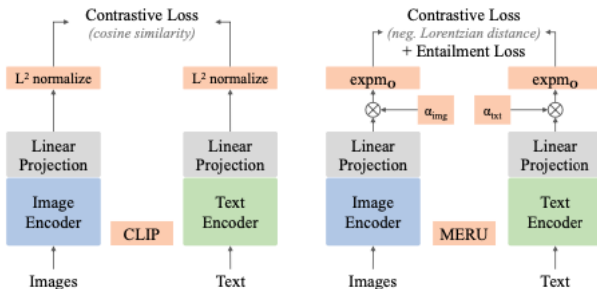 Contrastive Loss
(cosine similarity)
L² normalize
L² normalize
Linear
Projection
Linear
Projection
Image
Encoder
CLIP
Text
Encoder
Images
Text
Contrastive Loss
(neg. Lorentzian distance)
+ Entailment Loss
expmO
expmO
αimg
αtxt
Linear
Projection
Linear
Projection
Image
Encoder
MERU
Text
Encoder
Images
Text